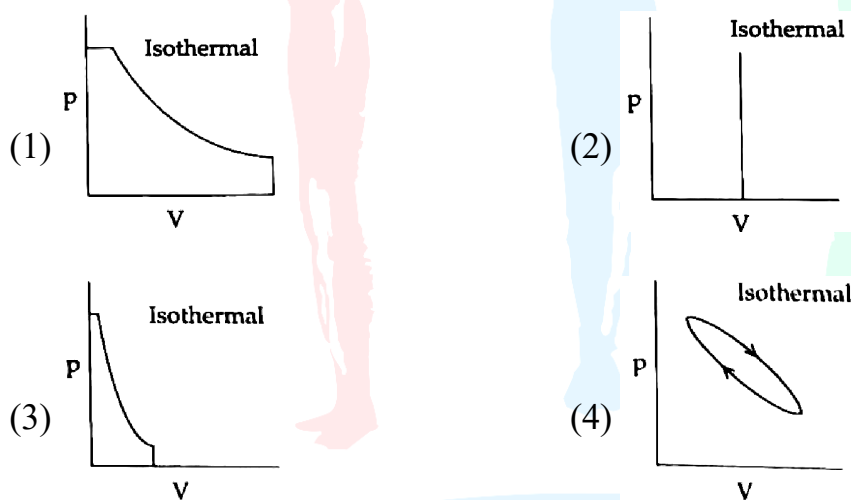 (1)
Isothermal
P
V
(2)
Isothermal
P
V
(3)
Isothermal
P
V
(4)
Isothermal
P
V